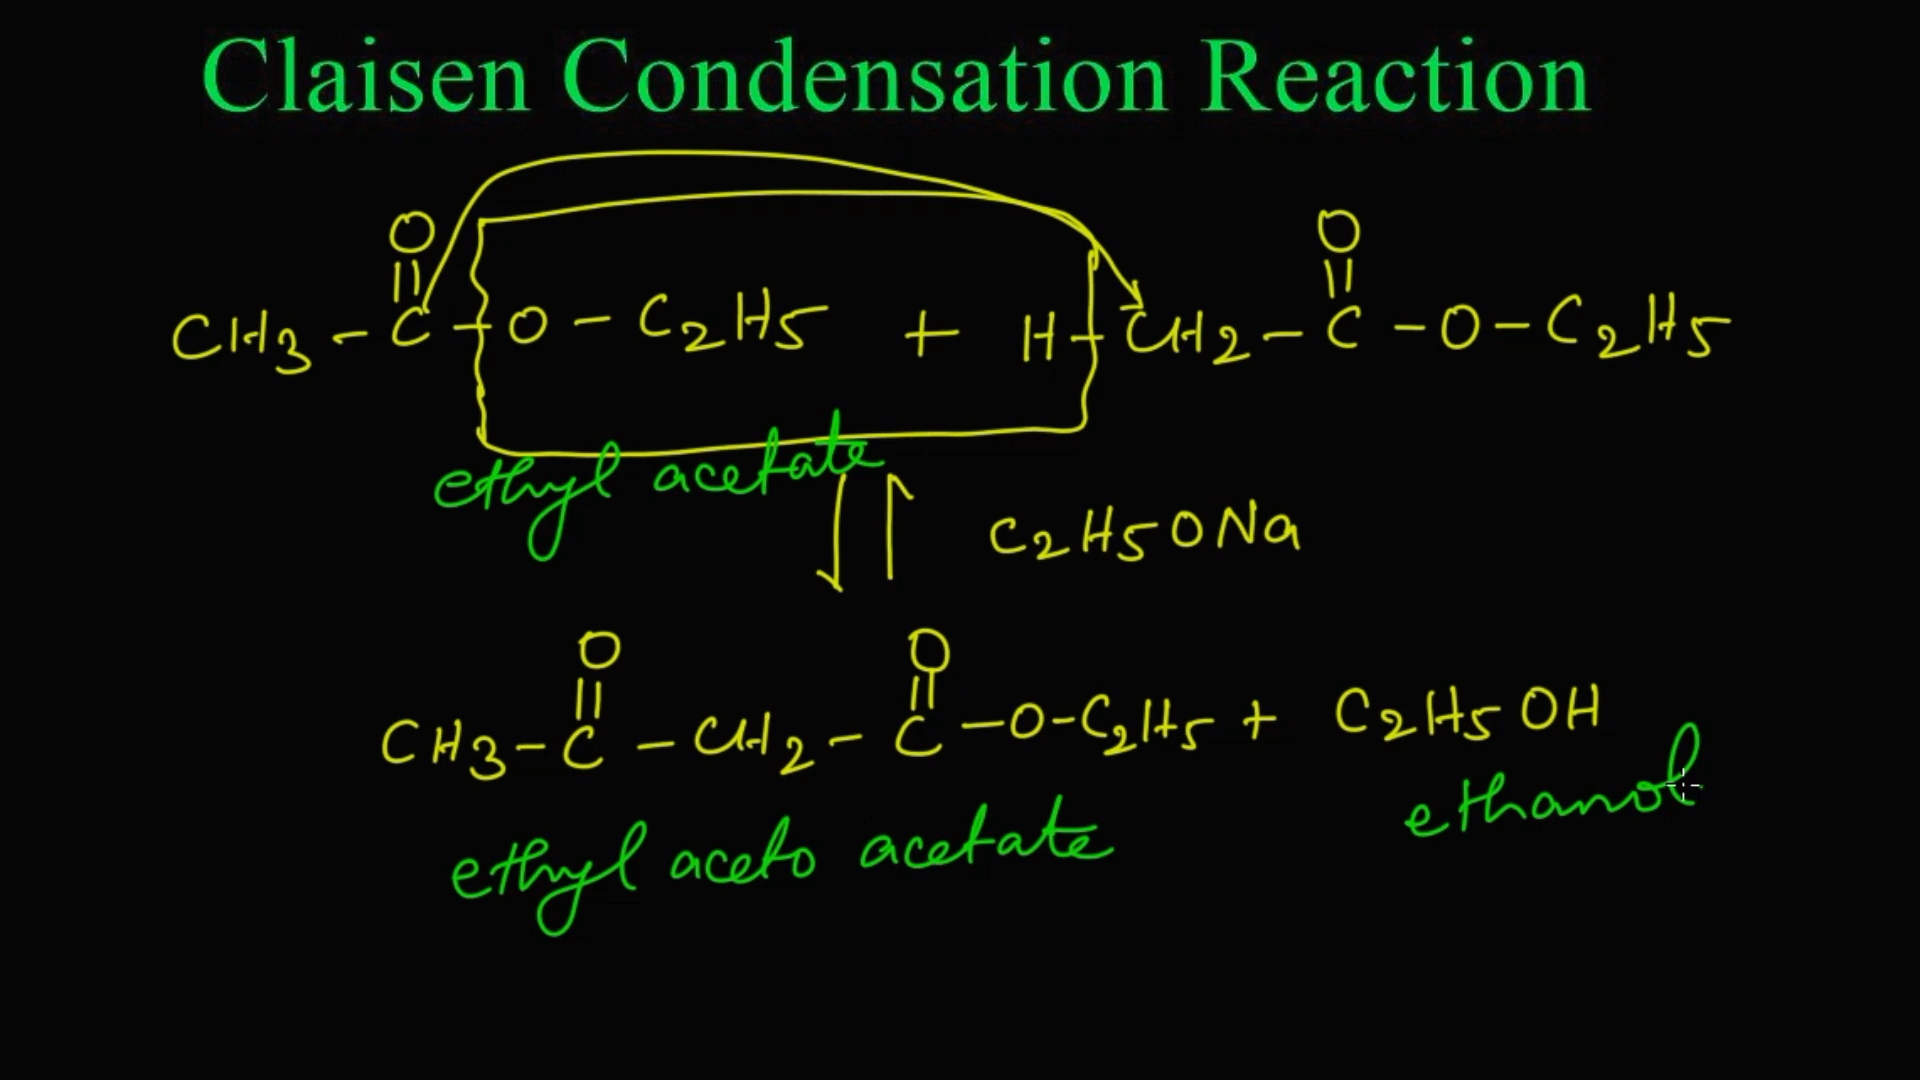 Claisen Condensation Reaction
O O
|| ||
CH3 - C - O - C2H5 + H - CH2 - C - O - C2H5
ethyl acetate
C2H5ONa
O O
|| ||
CH3 - C - CH2 - C - O - C2H5 + C2H5OH
ethanol
ethyl aceto acetate